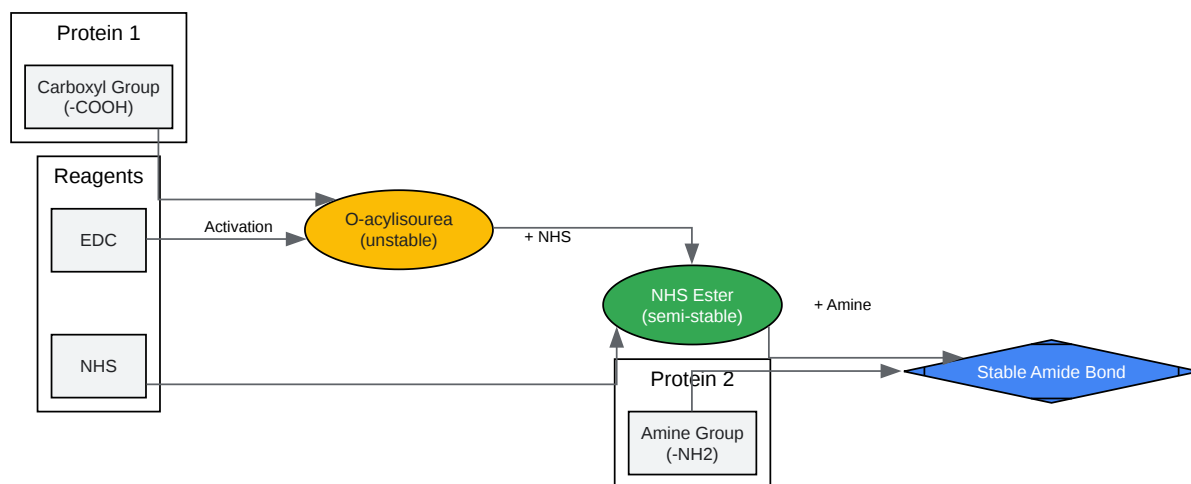 Protein 1
Carboxyl Group
(-COOH)
Reagents
EDC
Activation
O-acylisourea
(unstable)
+ NHS
NHS Ester
(semi-stable)
+ Amine
NHS
Protein 2
Stable Amide Bond
Amine Group
(-NH2)